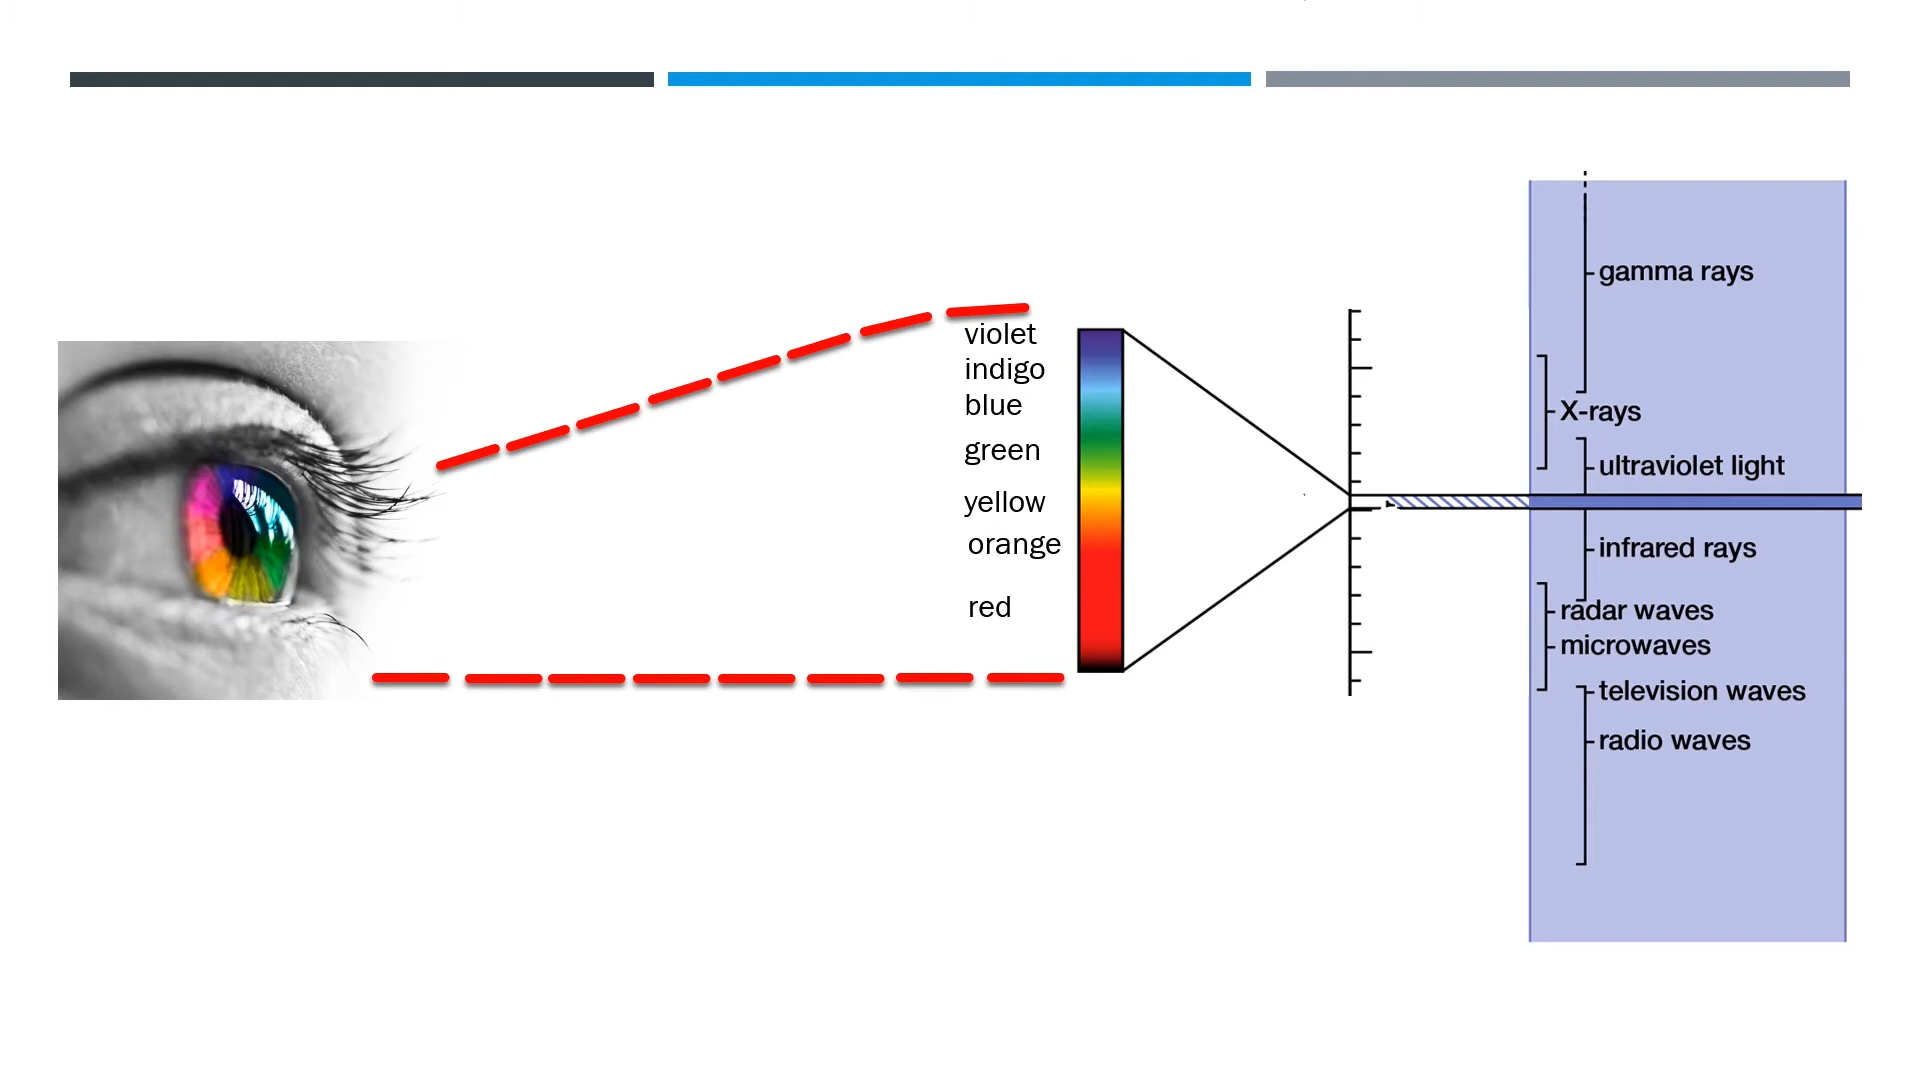 violet
indigo
blue
green
yellow
orange
red
gamma rays
X-rays
ultraviolet light
infrared rays
radar waves
microwaves
television waves
radio waves